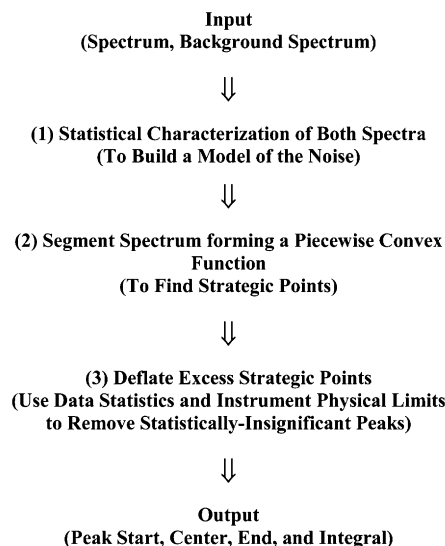 Input
(Spectrum, Background Spectrum)
⇓
(1) Statistical Characterization of Both Spectra
(To Build a Model of the Noise)
⇓
(2) Segment Spectrum forming a Piecewise Convex
Function
(To Find Strategic Points)
⇓
(3) Deflate Excess Strategic Points
(Use Data Statistics and Instrument Physical Limits
to Remove Statistically-Insignificant Peaks)
⇓
Output
(Peak Start, Center, End, and Integral)